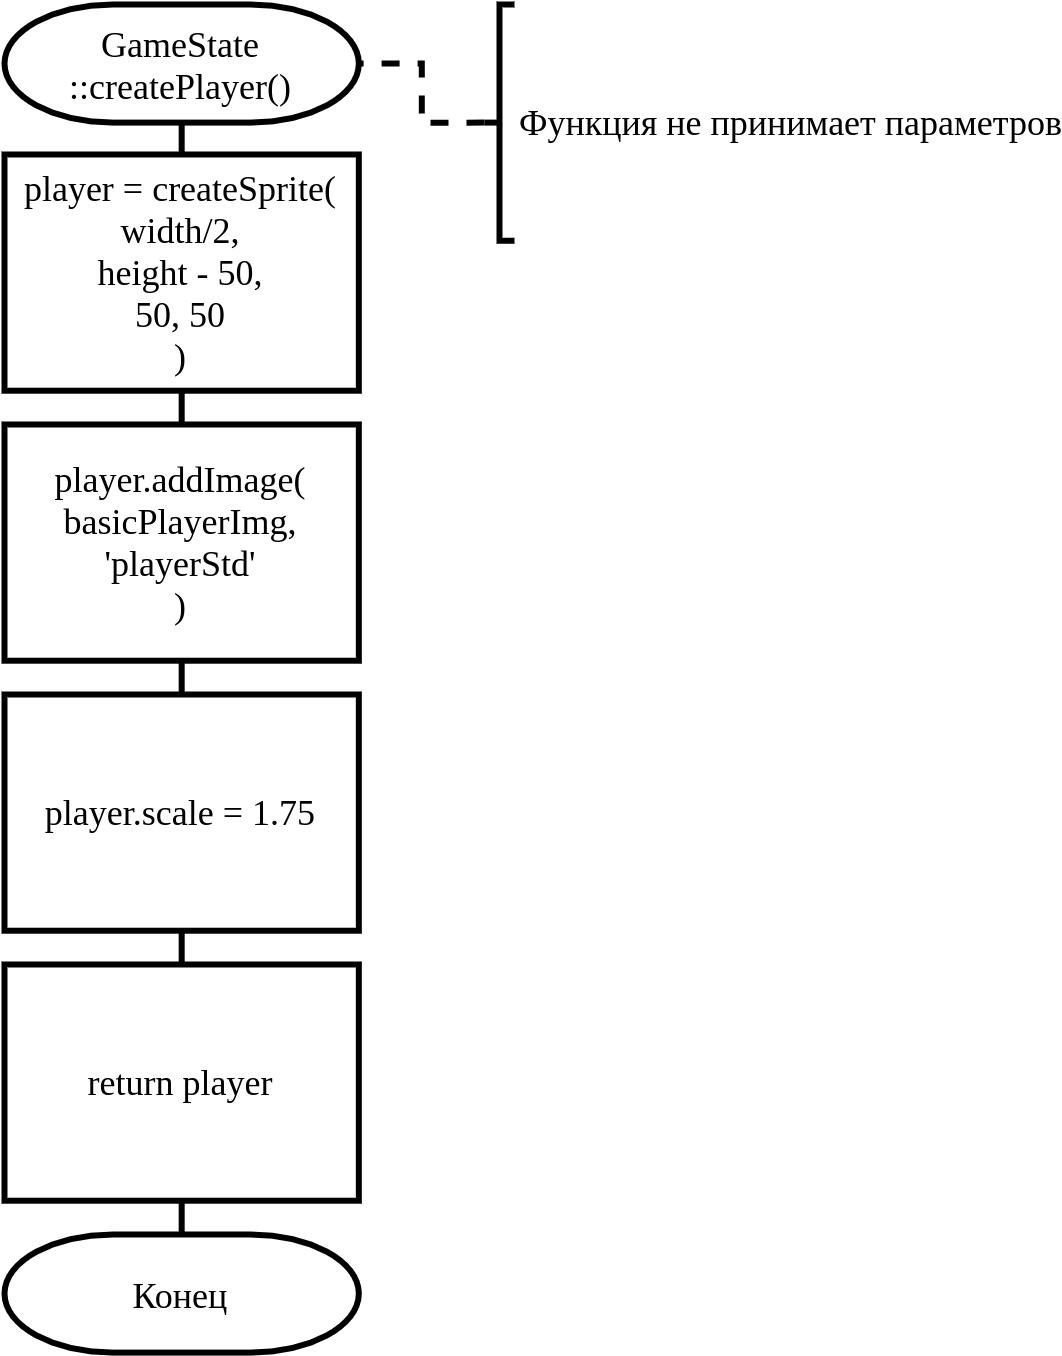 GameState
::createPlayer()
Функция не принимает параметров
player = createSprite(
width/2,
height - 50,
50, 50
)
player.addImage(
basicPlayerImg,
'playerStd'
)
player.scale = 1.75
return player
Конец